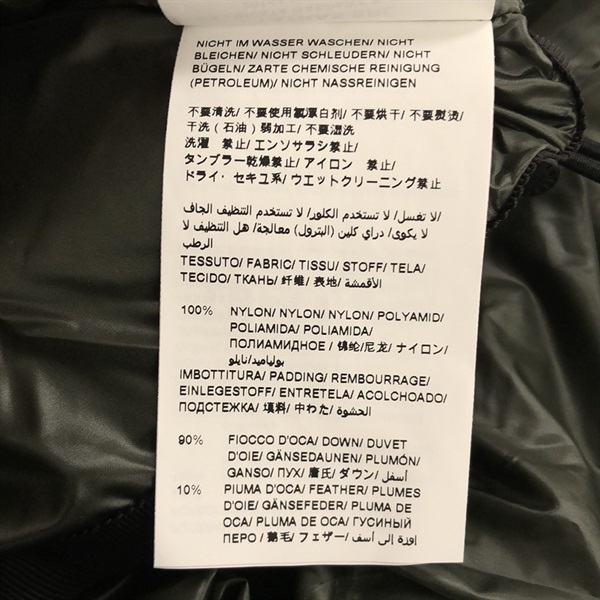 NICHT IM WASSER WASCHEN/ NICHT
BLEICHEN/ NICHT SCHLEUDERN/ NICHT
BÜGELN/ ZARTE CHEMISCHE REINIGUNG
(PETROLEUM)/ NICHT NASSREINIGEN
不要清洗/ 不要使用氯漂白剂/ 不要烘干/ 不要熨烫/
干洗（石油）弱加工/ 不要湿洗
洗濯 禁止/ エンソサラシ禁止/
タンブラー乾燥禁止/ アイロン 禁止/
ドライ・セキユ系/ ウエットクリーニング禁止
/لا تغسل/ لا تستخدم الكلور/ لا تستخدم التنظيف الجاف
لا يكوى/ دراي كلين (البترول) معالجة/ هل التنظيف لا
الرطب
TESSUTO/ FABRIC/ TISSU/ STOFF/ TELA/
TECIDO/ ТКАНЬ/ 纤维/ 表地/ الأقمشة
100% NYLON/ NYLON/ NYLON/ POLYAMID/
POLIAMIDA/ POLIAMIDA/
ПОЛИАМИДНОЕ / 锦纶/尼龙/ ナイロン/
بولياميد/نايلو
IMBOTTITURA/ PADDING/ REMBOURRAGE/
EINLEGESTOFF/ ENTRETELA/ ACOLCHOADO/
ПОДСТЕЖКА/ 填料/ 中わた/ الحشوة
90% FIOCCO D'OCA/ DOWN/ DUVET
D'OIE/ GÄNSEDAUNEN/ PLUMÓN/
GANSO/ ПУХ/ 鹰氏/ ダウン/ أسفل
10% PIUMA D'OCA/ FEATHER/ PLUMES
D'OIE/ GÄNSEFEDER/ PLUMA DE
OCA/ PLUMA DE OCA/ ГУСИНЫЙ
ПЕРО / 鹅毛/ フェザー/ اوزة إلى أسف